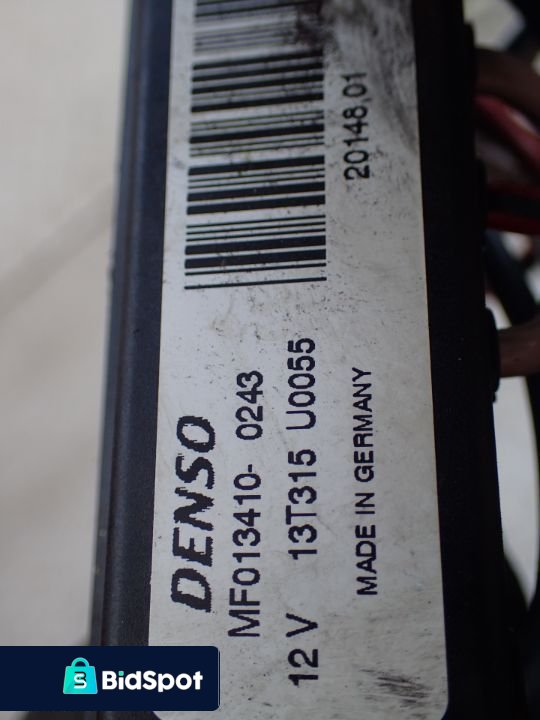 20148.01
DENSO
MF013410- 0243
12 V 13T315 U0055
MADE IN GERMANY
BidSpot